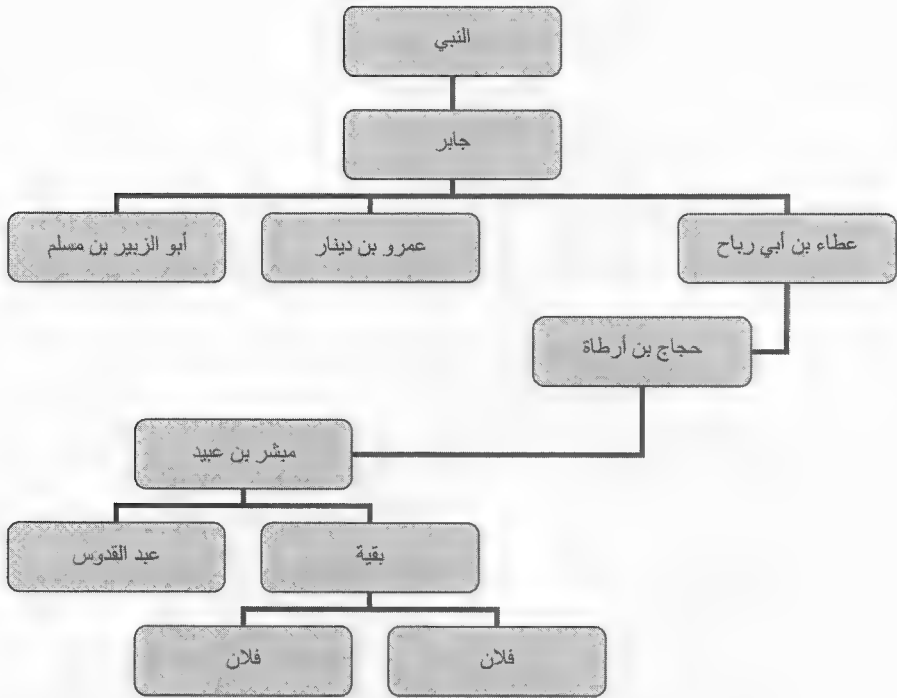 النبي
جابر
عطاء بن أبي رباح
عمرو بن دينار
أبو الزبير بن مسلم
حجاج بن أرطاة
مبشر بن عبيد
بقية
عبد القدوس
فلان
فلان